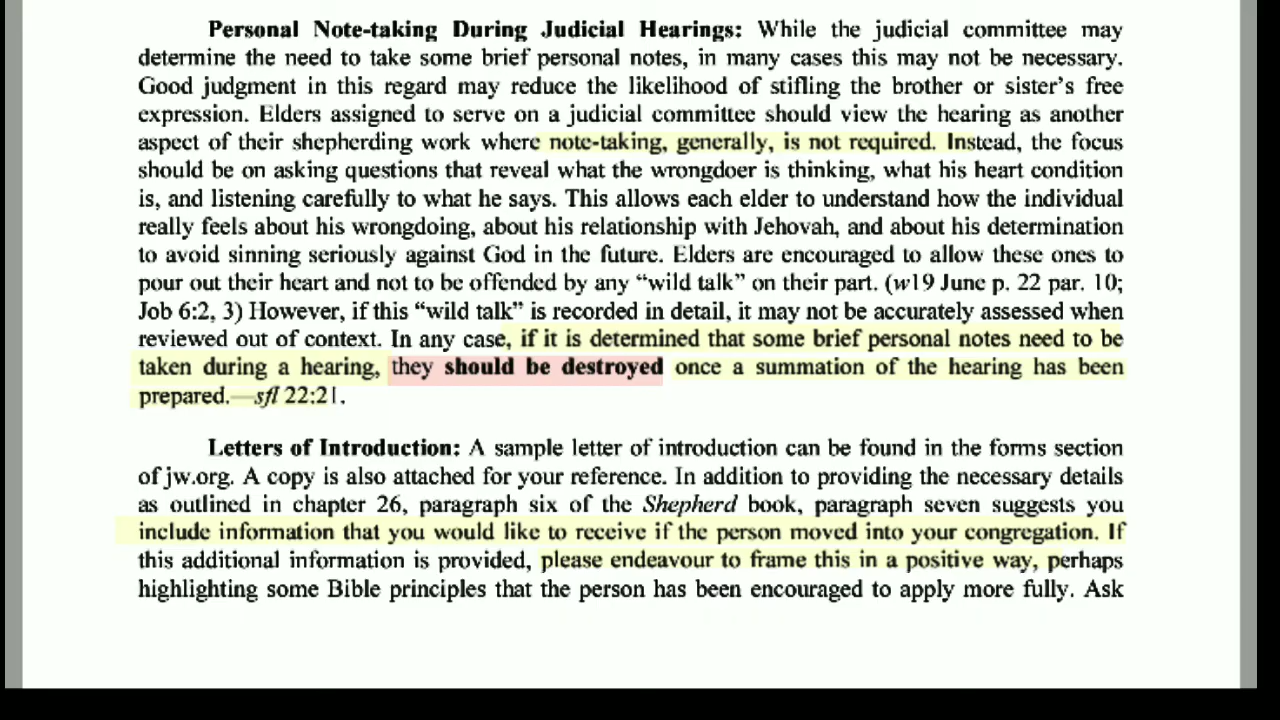 Personal Note-taking During Judicial Hearings: While the judicial committee may
determine the need to take some brief personal notes, in many cases this may not be necessary.
Good judgment in this regard may reduce the likelihood of stifling the brother or sister's free
expression. Elders assigned to serve on a judicial committee should view the hearing as another
aspect of their shepherding work where note-taking, generally, is not required. Instead, the focus
should be on asking questions that reveal what the wrongdoer is thinking, what his heart condition
is, and listening carefully to what he says. This allows each elder to understand how the individual
really feels about his wrongdoing, about his relationship with Jehovah, and about his determination
to avoid sinning seriously against God in the future. Elders are encouraged to allow these ones to
pour out their heart and not to be offended by any “wild talk” on their part. (w19 June p. 22 par. 10;
Job 6:2, 3) However, if this “wild talk” is recorded in detail, it may not be accurately assessed when
reviewed out of context. In any case, if it is determined that some brief personal notes need to be
taken during a hearing, they should be destroyed once a summation of the hearing has been
prepared.—sfl 22:21.
Letters of Introduction: A sample letter of introduction can be found in the forms section
of jw.org. A copy is also attached for your reference. In addition to providing the necessary details
as outlined in chapter 26, paragraph six of the Shepherd book, paragraph seven suggests you
include information that you would like to receive if the person moved into your congregation. If
this additional information is provided, please endeavour to frame this in a positive way, perhaps
highlighting some Bible principles that the person has been encouraged to apply more fully. Ask